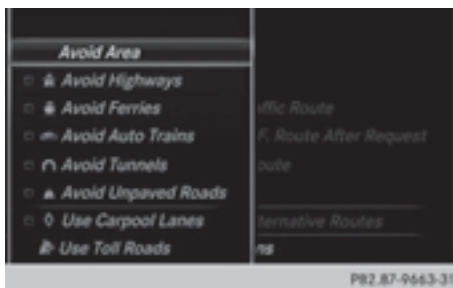 Avoid Area
Avoid Highways
Avoid Ferries
ffic Route
Avoid Auto Trains
F. Route After Request
Avoid Tunnels
oute
Avoid Unpaved Roads
Use Carpool Lanes
ternative Routes
Use Toll Roads
ns
P82.87-9663-31